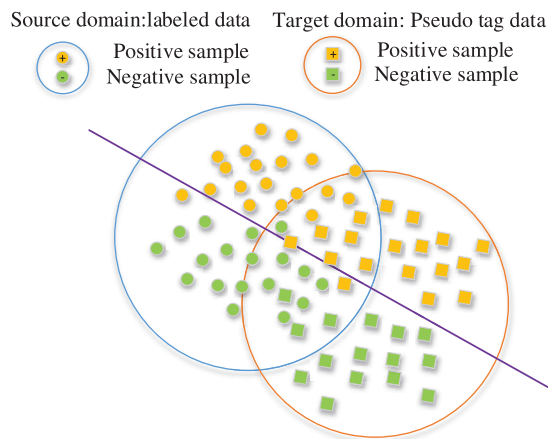 Source domain:labeled data
Target domain: Pseudo tag data
+ Positive sample
- Negative sample
+ Positive sample
- Negative sample